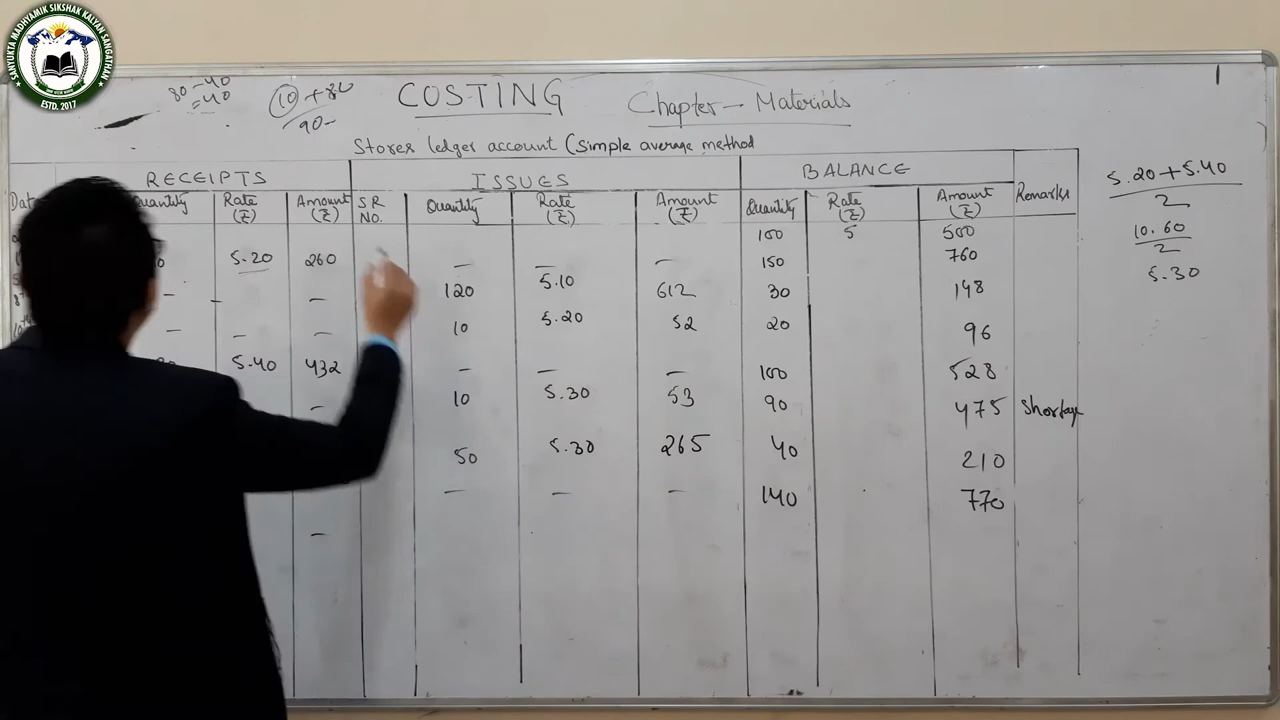 SANYUKTA MADHYAMIK SIKSHAK KALYAN SANGATHAN
ESTD. 2017
80-40
=40
10 + 80
90-
COSTING Chapter - Materials
Stores ledger account (Simple average method
RECEIPTS ISSUES BALANCE
Quantity Rate (₹) Amount (₹) S R NO. Quantity Rate (₹) Amount (₹) Quantity Rate (₹) Amount (₹) Remarks
100 5 500
5.20 260 — — — 150 760
- - 120 5.10 612 30 148
- - - 10 5.20 52 20 96
5.40 432 - — - 100 528
- 10 5.30 53 90 475 Shortage
50 5.30 265 40 210
— — — 140 770
-
5.20 + 5.40
2
10.60
2
5.30
1